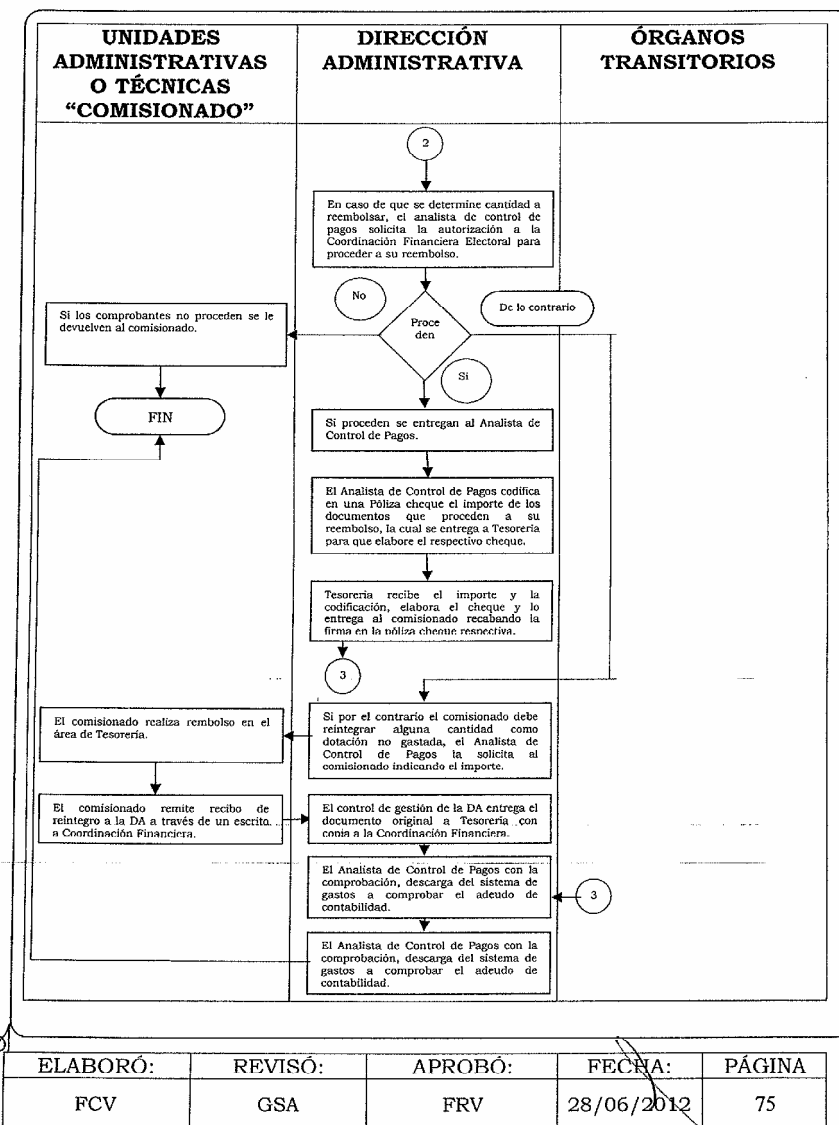 UNIDADES
ADMINISTRATIVAS
O TÉCNICAS
“COMISIONADO”
DIRECCIÓN
ADMINISTRATIVA
ÓRGANOS
TRANSITORIOS
2
En caso de que se determine cantidad a
reembolsar, el analista de control de
pagos solicita la autorización a la
Coordinación Financiera Electoral para
proceder a su reembolso.
No
Proce
den
De lo contrario
Si los comprobantes no proceden se le
devuelven al comisionado.
Si
FIN
Si proceden se entregan al Analista de
Control de Pagos.
El Analista de Control de Pagos codifica
en una Póliza cheque el importe de los
documentos que proceden a su
reembolso, la cual se entrega a Tesorería
para que elabore el respectivo cheque.
Tesorería recibe el importe y la
codificación, elabora el cheque y lo
entrega al comisionado recabando la
firma en la póliza cheque respectiva.
3
El comisionado realiza rembolso en el
área de Tesorería.
Si por el contrario el comisionado debe
reintegrar alguna cantidad como
dotación no gastada, el Analista de
Control de Pagos la solicita al
comisionado indicando el importe.
El comisionado remite recibo de
reintegro a la DA a través de un escrito
a Coordinación Financiera.
El control de gestión de la DA entrega el
documento original a Tesorería con
copia a la Coordinación Financiera.
El Analista de Control de Pagos con la
comprobación, descarga del sistema de
gastos a comprobar el adeudo de
contabilidad.
3
El Analista de Control de Pagos con la
comprobación, descarga del sistema de
gastos a comprobar el adeudo de
contabilidad.
ELABORÓ: REVISÓ: APROBÓ: FECHA: PÁGINA
FCV GSA FRV 28/06/2012 75